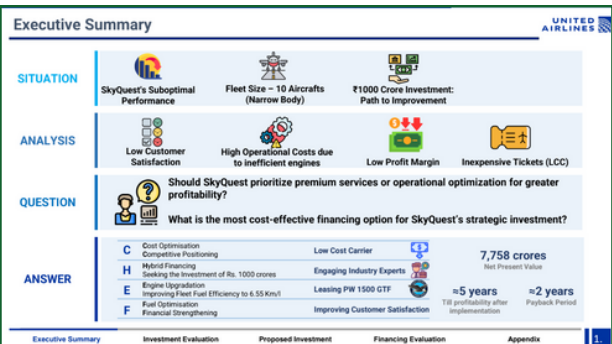 Executive Summary
UNITED
AIRLINES
SITUATION
SkyQuest's Suboptimal
Performance
Fleet Size – 10 Aircrafts
(Narrow Body)
₹1000 Crore Investment:
Path to Improvement
ANALYSIS
Low Customer
Satisfaction
High Operational Costs due
to inefficient engines
Low Profit Margin
Inexpensive Tickets (LCC)
QUESTION
Should SkyQuest prioritize premium services or operational optimization for greater
profitability?
What is the most cost-effective financing option for SkyQuest's strategic investment?
ANSWER
C
Cost Optimisation
Competitive Positioning
Low Cost Carrier
H
Hybrid Financing
Seeking the Investment of Rs. 1000 crores
Engaging Industry Experts
E
Engine Upgradation
Improving Fleet Fuel Efficiency to 6.55 Km/l
Leasing PW 1500 GTF
F
Fuel Optimisation
Financial Strengthening
Improving Customer Satisfaction
7,758 crores
Net Present Value
≈5 years
Till profitability after
implementation
≈2 years
Payback Period
Executive Summary
Investment Evaluation
Proposed Investment
Financing Evaluation
Appendix
1.